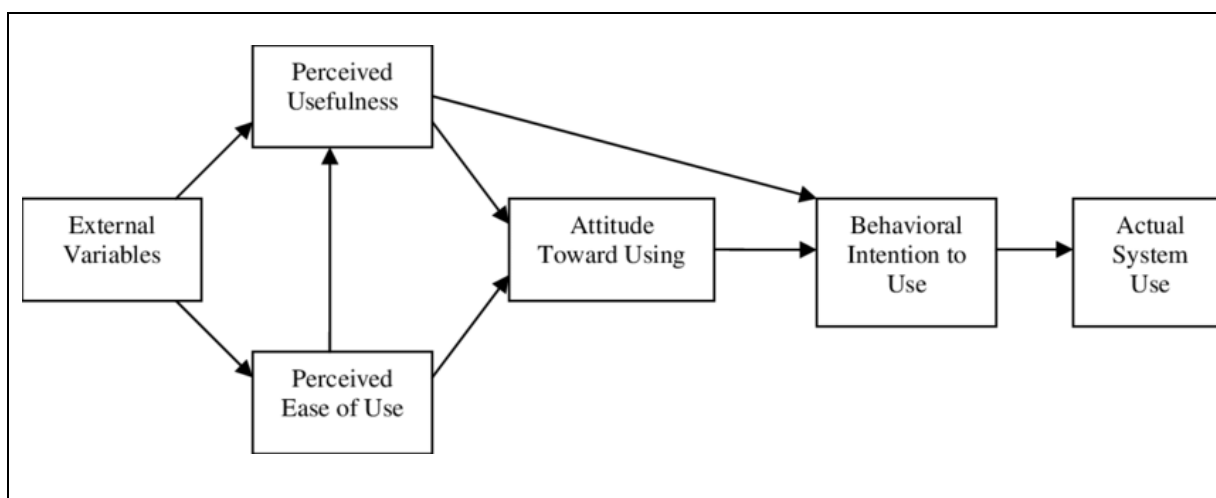 Perceived
Usefulness
External
Variables
Attitude
Toward Using
Behavioral
Intention to
Use
Actual
System
Use
Perceived
Ease of Use